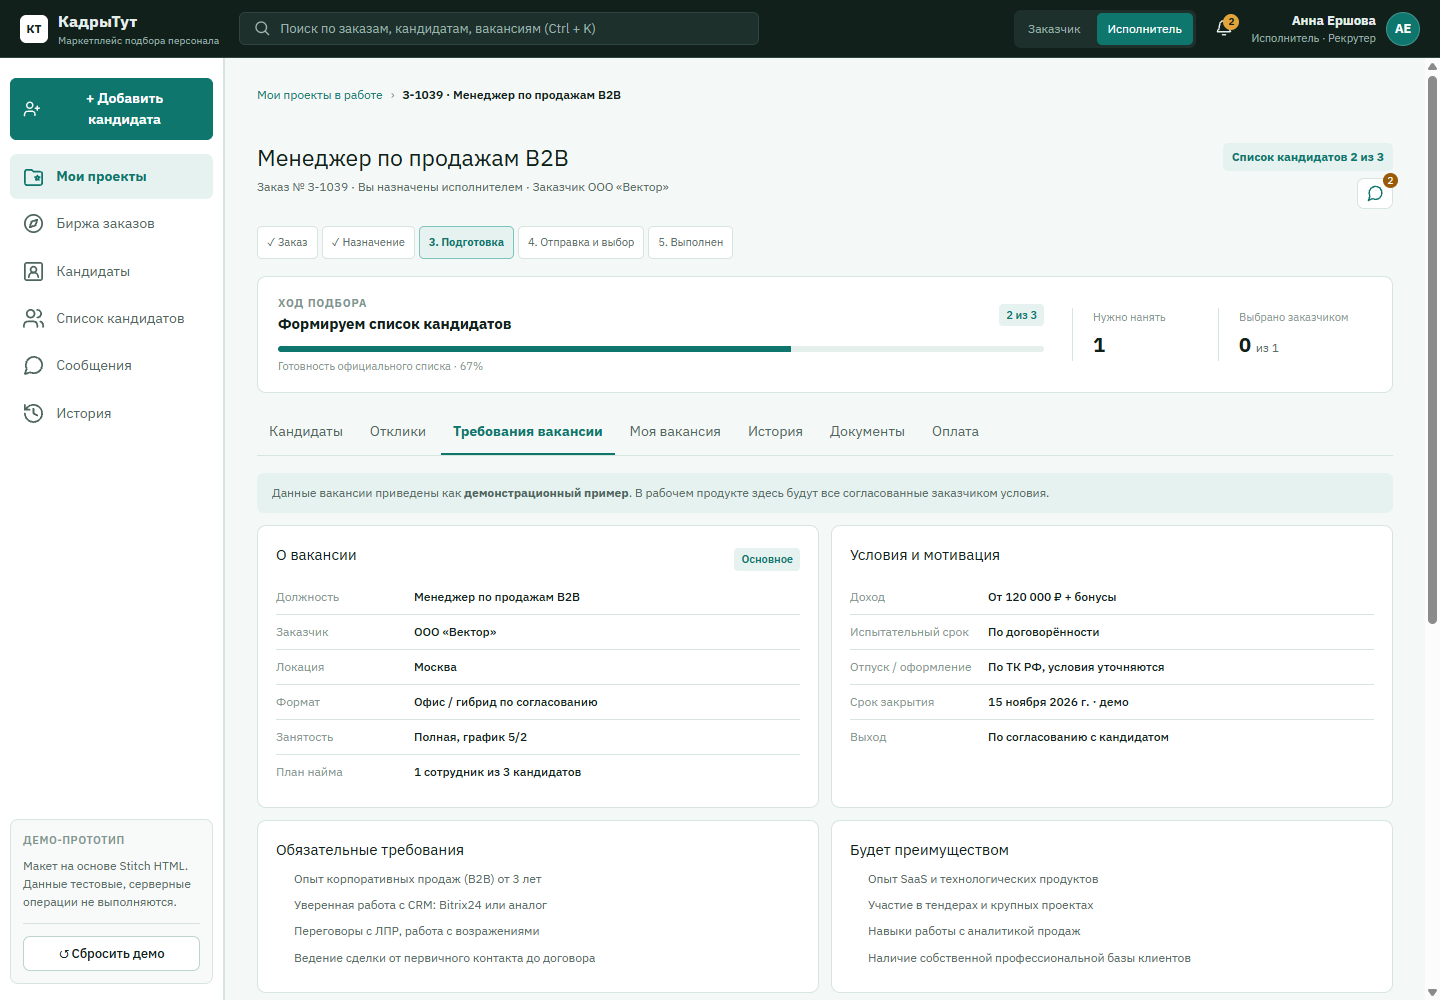 КТ
КадрыТут
Маркетплейс подбора персонала
Поиск по заказам, кандидатам, вакансиям (Ctrl + K)
Заказчик
Исполнитель
2
Анна Ершова
Исполнитель · Рекрутер
АЕ
+ Добавить
кандидата
Мои проекты
Биржа заказов
Кандидаты
Список кандидатов
Сообщения
История
ДЕМО-ПРОТОТИП
Макет на основе Stitch HTML.
Данные тестовые, серверные
операции не выполняются.
↺ Сбросить демо
Мои проекты в работе › З-1039 · Менеджер по продажам B2B
Менеджер по продажам B2B
Заказ № З-1039 · Вы назначены исполнителем · Заказчик ООО «Вектор»
Список кандидатов 2 из 3
2
✓ Заказ
✓ Назначение
3. Подготовка
4. Отправка и выбор
5. Выполнен
ХОД ПОДБОРА
Формируем список кандидатов
2 из 3
Готовность официального списка · 67%
Нужно нанять
1
Выбрано заказчиком
0 из 1
Кандидаты
Отклики
Требования вакансии
Моя вакансия
История
Документы
Оплата
Данные вакансии приведены как демонстрационный пример. В рабочем продукте здесь будут все согласованные заказчиком условия.
О вакансии
Основное
Должность Менеджер по продажам B2B
Заказчик ООО «Вектор»
Локация Москва
Формат Офис / гибрид по согласованию
Занятость Полная, график 5/2
План найма 1 сотрудник из 3 кандидатов
Условия и мотивация
Доход От 120 000 ₽ + бонусы
Испытательный срок По договорённости
Отпуск / оформление По ТК РФ, условия уточняются
Срок закрытия 15 ноября 2026 г. · демо
Выход По согласованию с кандидатом
Обязательные требования
Опыт корпоративных продаж (B2B) от 3 лет
Уверенная работа с CRM: Bitrix24 или аналог
Переговоры с ЛПР, работа с возражениями
Ведение сделки от первичного контакта до договора
Будет преимуществом
Опыт SaaS и технологических продуктов
Участие в тендерах и крупных проектах
Навыки работы с аналитикой продаж
Наличие собственной профессиональной базы клиентов